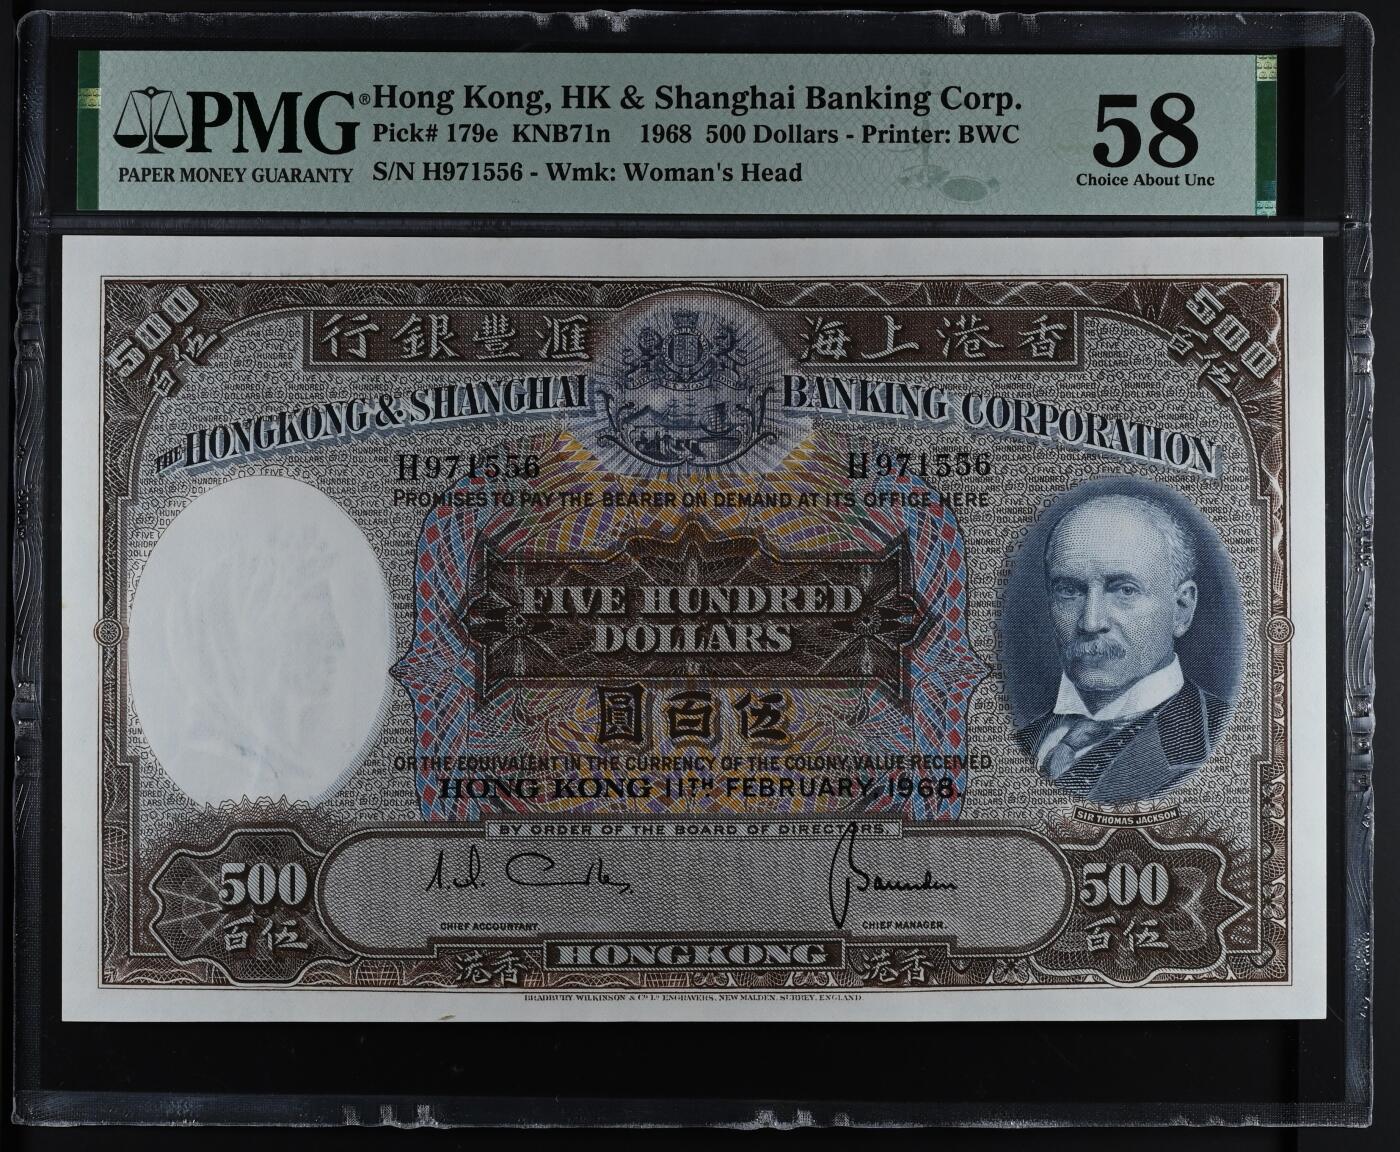 PMG® Hong Kong, HK & Shanghai Banking Corp.
Pick# 179e KNB71n 1968 500 Dollars - Printer: BWC
PAPER MONEY GUARANTY S/N H971556 - Wmk: Woman's Head
58
Choice About Unc
500
伍百
行銀豐滙 海上港香
500
伍百
THE HONGKONG & SHANGHAI BANKING CORPORATION
H971556 H971556
PROMISES TO PAY THE BEARER ON DEMAND AT ITS OFFICE HERE
FIVE HUNDRED
DOLLARS
圓百伍
OR THE EQUIVALENT IN THE CURRENCY OF THE COLONY, VALUE RECEIVED
HONG KONG 11TH FEBRUARY, 1968.
SIR THOMAS JACKSON
BY ORDER OF THE BOARD OF DIRECTORS.
500 500
百伍 百伍
CHIEF ACCOUNTANT. CHIEF MANAGER.
港香 HONGKONG 港香
BRADBURY, WILKINSON & Co. Ld. ENGRAVERS, NEW MALDEN, SURREY, ENGLAND.